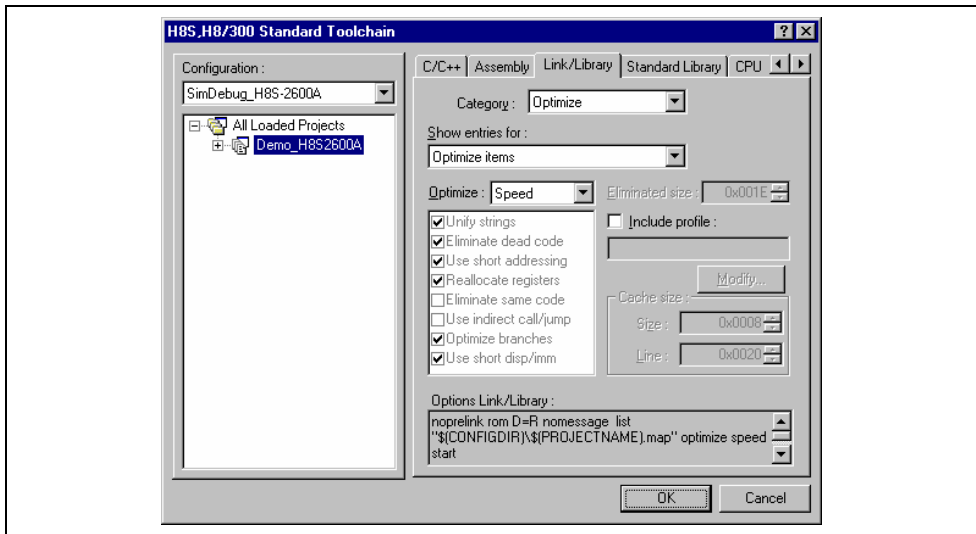 H8S,H8/300 Standard Toolchain
Configuration :
SimDebug_H8S-2600A
All Loaded Projects
Demo_H8S2600A
C/C++ Assembly Link/Library Standard Library CPU
Category : Optimize
Show entries for :
Optimize items
Optimize : Speed
Eliminated size : 0x001E
Unify strings
Eliminate dead code
Use short addressing
Reallocate registers
Eliminate same code
Use indirect call/jump
Optimize branches
Use short disp/imm
Include profile :
Modify...
Cache size :
Size : 0x0008
Line : 0x0020
Options Link/Library :
noprelink rom D=R nomessage list
"$(CONFIGDIR)\$(PROJECTNAME).map" optimize speed
start
OK Cancel